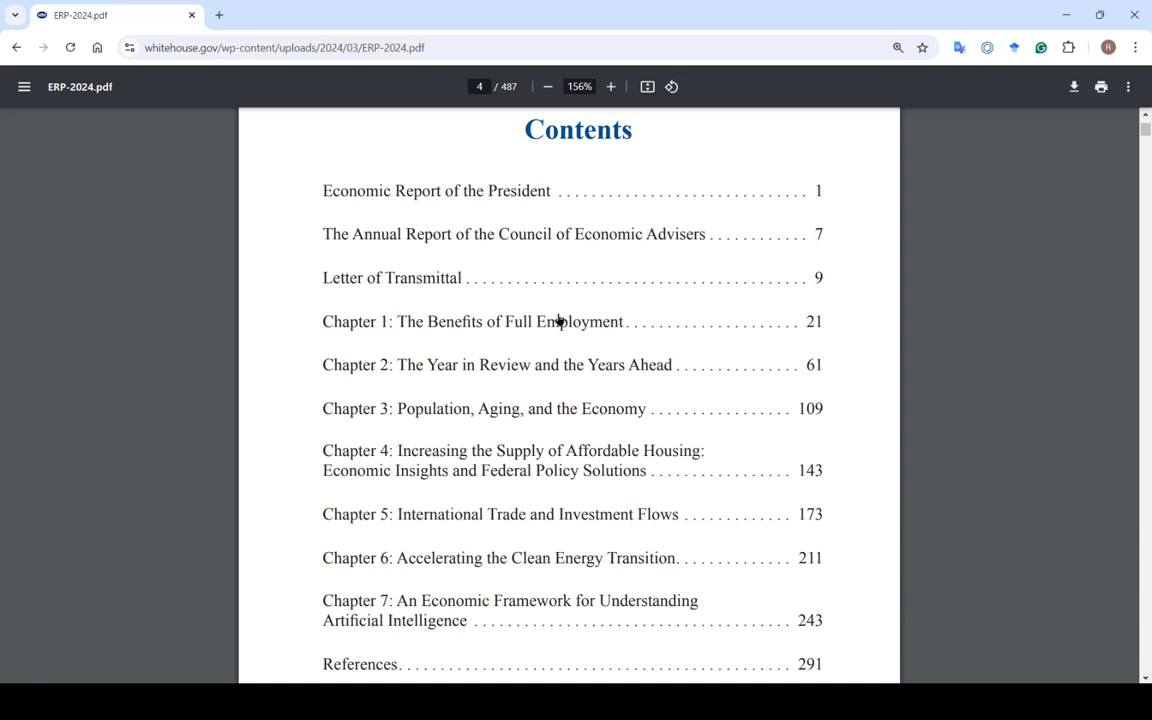 ERP-2024.pdf
whitehouse.gov/wp-content/uploads/2024/03/ERP-2024.pdf
R
ERP-2024.pdf
4 / 487
156%
Contents
Economic Report of the President . . . . . . . . . . . . . . . . . . . . . . . . . . . . . . 1
The Annual Report of the Council of Economic Advisers . . . . . . . . . . . . 7
Letter of Transmittal . . . . . . . . . . . . . . . . . . . . . . . . . . . . . . . . . . . . . . . . . 9
Chapter 1: The Benefits of Full Employment . . . . . . . . . . . . . . . . . . . . . 21
Chapter 2: The Year in Review and the Years Ahead . . . . . . . . . . . . . . . 61
Chapter 3: Population, Aging, and the Economy . . . . . . . . . . . . . . . . . 109
Chapter 4: Increasing the Supply of Affordable Housing:
Economic Insights and Federal Policy Solutions . . . . . . . . . . . . . . . . . 143
Chapter 5: International Trade and Investment Flows . . . . . . . . . . . . . 173
Chapter 6: Accelerating the Clean Energy Transition. . . . . . . . . . . . . . 211
Chapter 7: An Economic Framework for Understanding
Artificial Intelligence . . . . . . . . . . . . . . . . . . . . . . . . . . . . . . . . . . . . . . 243
References. . . . . . . . . . . . . . . . . . . . . . . . . . . . . . . . . . . . . . . . . . . . . . . 291